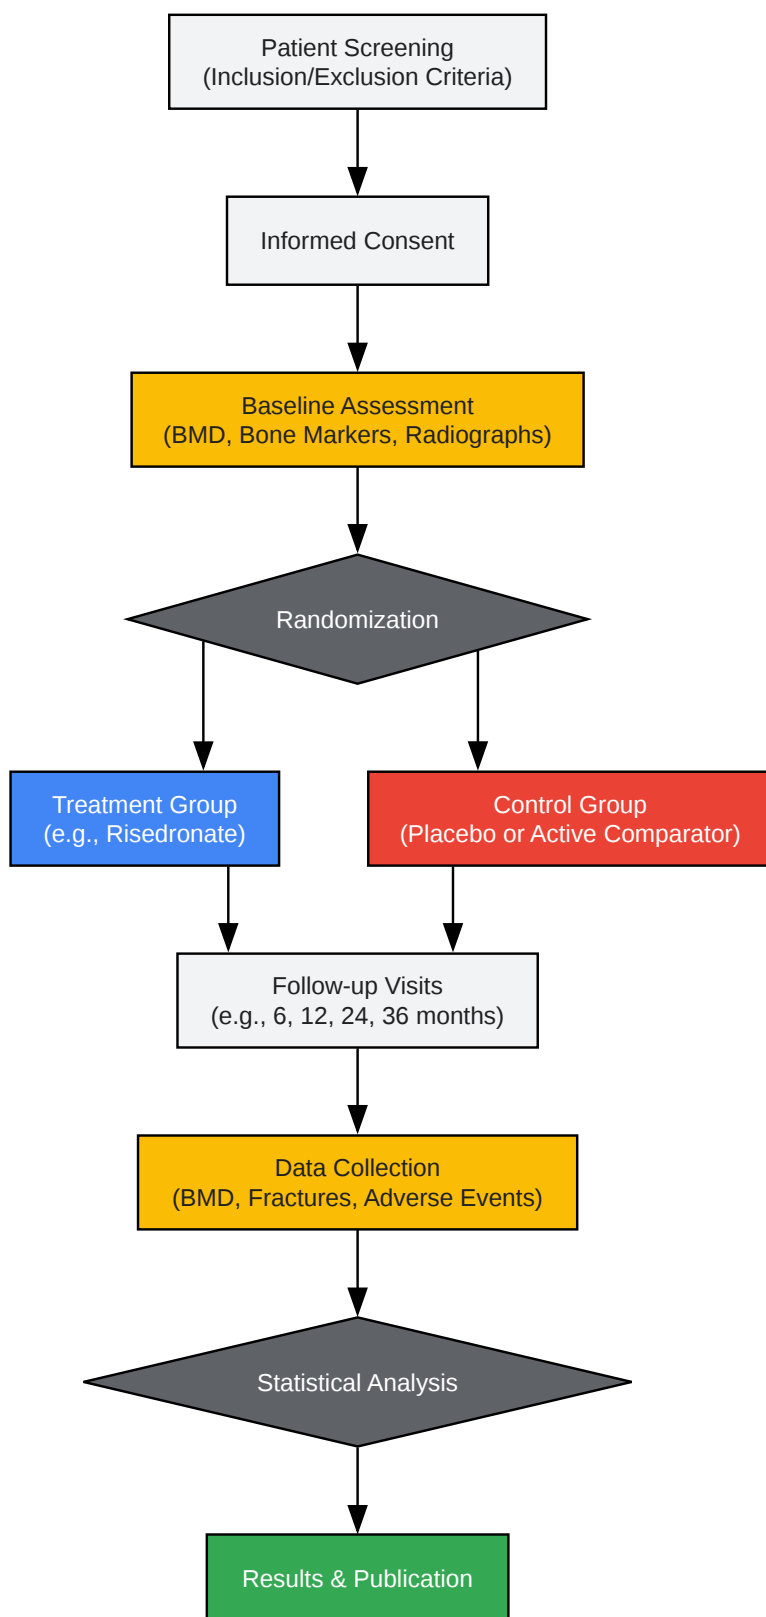 Patient Screening
(Inclusion/Exclusion Criteria)
Informed Consent
Baseline Assessment
(BMD, Bone Markers, Radiographs)
Randomization
Treatment Group
(e.g., Risedronate)
Control Group
(Placebo or Active Comparator)
Follow-up Visits
(e.g., 6, 12, 24, 36 months)
Data Collection
(BMD, Fractures, Adverse Events)
Statistical Analysis
Results & Publication